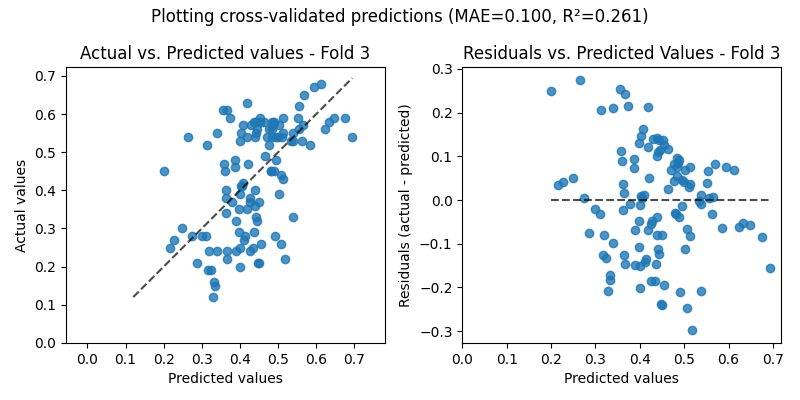 Plotting cross-validated predictions (MAE=0.100, R²=0.261)
Actual vs. Predicted values - Fold 3
Actual values
0.7
0.6
0.5
0.4
0.3
0.2
0.1
0.0
0.0 0.1 0.2 0.3 0.4 0.5 0.6 0.7
Predicted values
Residuals vs. Predicted Values - Fold 3
Residuals (actual - predicted)
0.3
0.2
0.1
0.0
−0.1
−0.2
−0.3
0.0 0.1 0.2 0.3 0.4 0.5 0.6 0.7
Predicted values